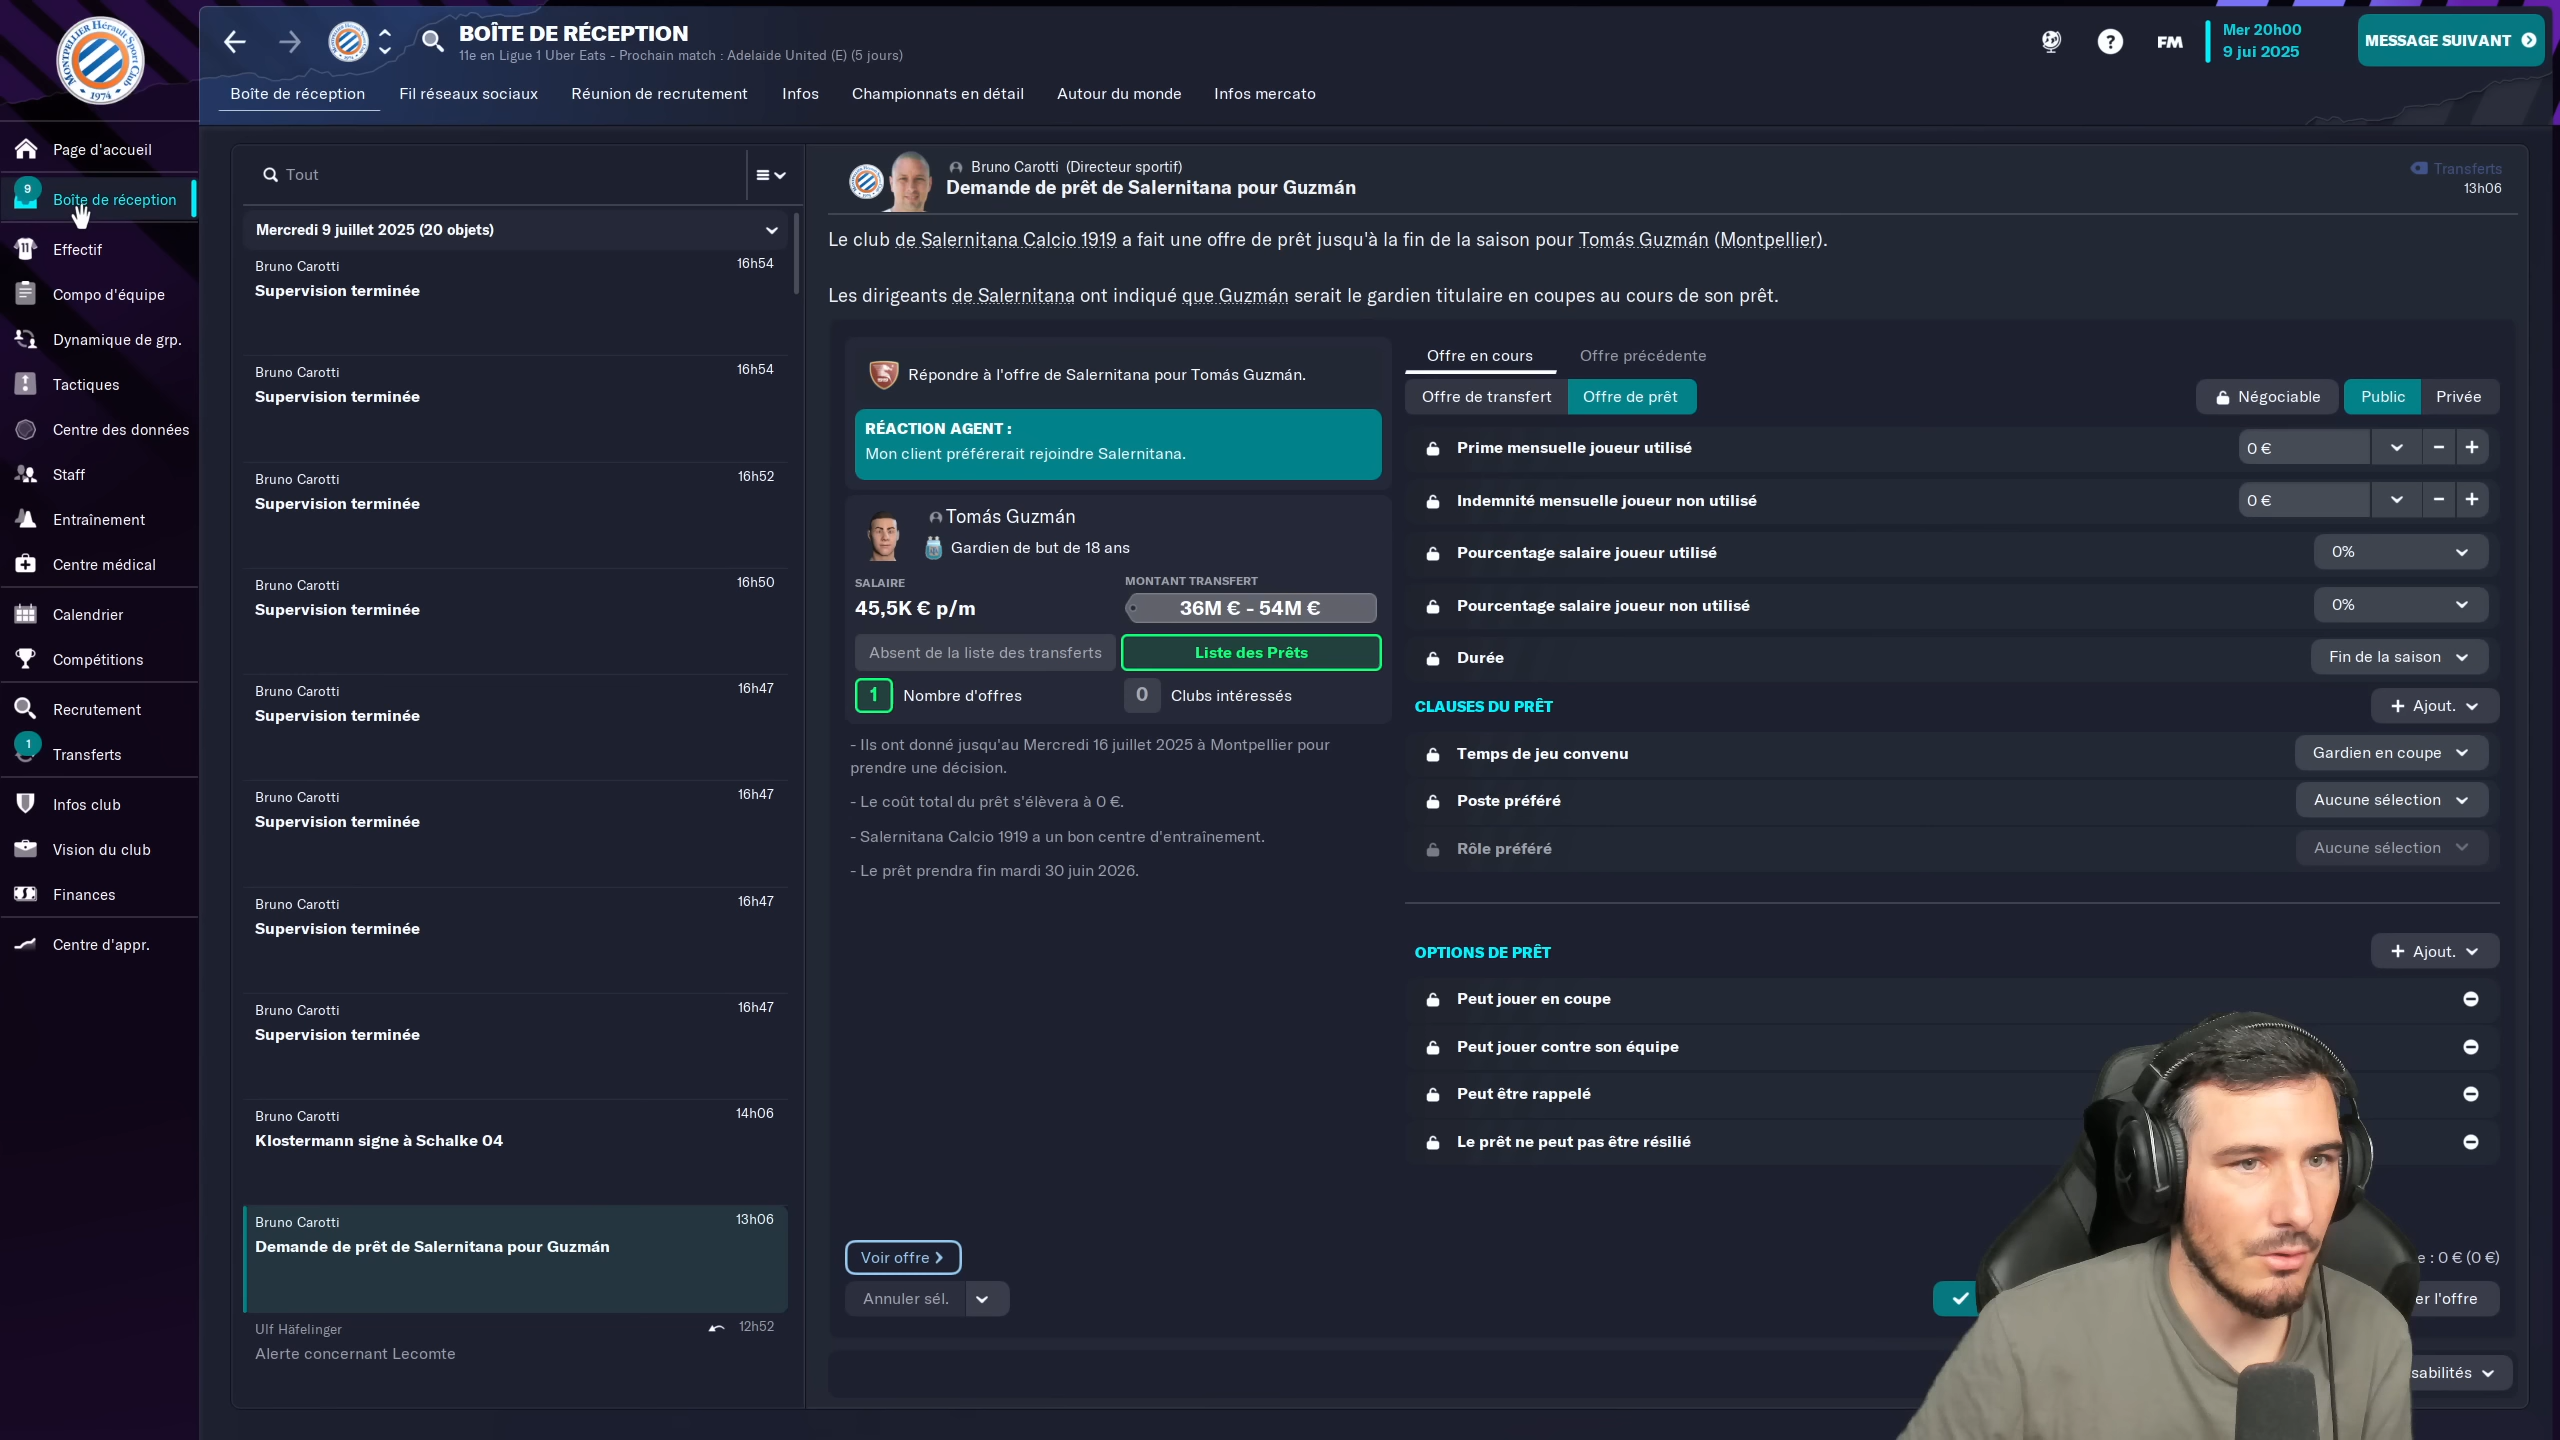 BOÎTE DE RÉCEPTION
11e en Ligue 1 Uber Eats - Prochain match : Adelaide United (E) (5 jours)
FM
Mer 20h00
9 jui 2025
MESSAGE SUIVANT
Boîte de réception
Fil réseaux sociaux
Réunion de recrutement
Infos
Championnats en détail
Autour du monde
Infos mercato
MONTPELLIER Hérault Sport Club
1974
Page d'accueil
9
Boîte de réception
Effectif
Compo d'équipe
Dynamique de grp.
Tactiques
Centre des données
Staff
Entraînement
Centre médical
Calendrier
Compétitions
Recrutement
1
Transferts
Infos club
Vision du club
Finances
Centre d'appr.
Tout
Mercredi 9 juillet 2025 (20 objets)
Bruno Carotti 16h54
Supervision terminée
Bruno Carotti 16h54
Supervision terminée
Bruno Carotti 16h52
Supervision terminée
Bruno Carotti 16h50
Supervision terminée
Bruno Carotti 16h47
Supervision terminée
Bruno Carotti 16h47
Supervision terminée
Bruno Carotti 16h47
Supervision terminée
Bruno Carotti 16h47
Supervision terminée
Bruno Carotti 14h06
Klostermann signe à Schalke 04
Bruno Carotti 13h06
Demande de prêt de Salernitana pour Guzmán
Ulf Häfelinger 12h52
Alerte concernant Lecomte
Bruno Carotti (Directeur sportif)
Demande de prêt de Salernitana pour Guzmán
Transferts
13h06
Le club de Salernitana Calcio 1919 a fait une offre de prêt jusqu'à la fin de la saison pour Tomás Guzmán (Montpellier).
Les dirigeants de Salernitana ont indiqué que Guzmán serait le gardien titulaire en coupes au cours de son prêt.
Répondre à l'offre de Salernitana pour Tomás Guzmán.
RÉACTION AGENT :
Mon client préférerait rejoindre Salernitana.
Tomás Guzmán
Gardien de but de 18 ans
SALAIRE
45,5K € p/m
MONTANT TRANSFERT
36M € - 54M €
Absent de la liste des transferts
Liste des Prêts
1 Nombre d'offres
0 Clubs intéressés
- Ils ont donné jusqu'au Mercredi 16 juillet 2025 à Montpellier pour
prendre une décision.
- Le coût total du prêt s'élèvera à 0 €.
- Salernitana Calcio 1919 a un bon centre d'entraînement.
- Le prêt prendra fin mardi 30 juin 2026.
Voir offre
Annuler sél.
Offre en cours
Offre précédente
Offre de transfert
Offre de prêt
Négociable
Public
Privée
Prime mensuelle joueur utilisé 0 €
Indemnité mensuelle joueur non utilisé 0 €
Pourcentage salaire joueur utilisé 0%
Pourcentage salaire joueur non utilisé 0%
Durée Fin de la saison
CLAUSES DU PRÊT
Ajout.
Temps de jeu convenu Gardien en coupe
Poste préféré Aucune sélection
Rôle préféré Aucune sélection
OPTIONS DE PRÊT
Ajout.
Peut jouer en coupe
Peut jouer contre son équipe
Peut être rappelé
Le prêt ne peut pas être résilié
e : 0 € (0 €)
er l'offre
sabilités